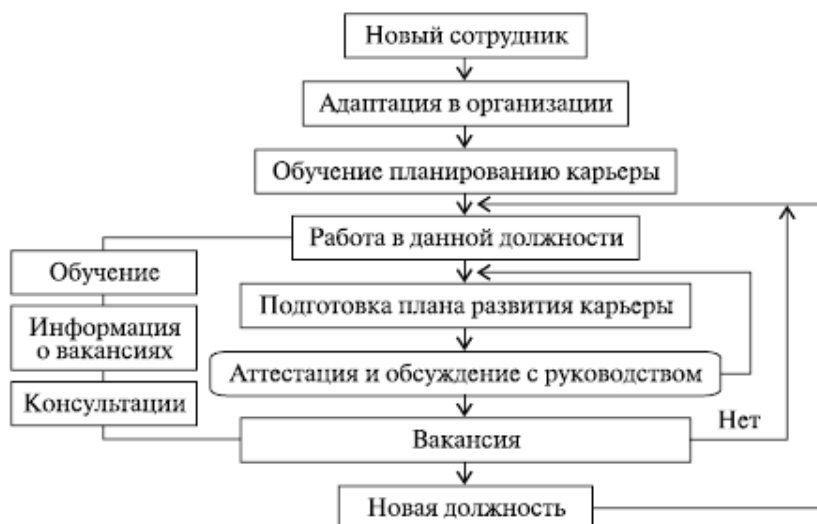 Новый сотрудник
Адаптация в организации
Обучение планированию карьеры
Работа в данной должности
Обучение
Подготовка плана развития карьеры
Информация
о вакансиях
Аттестация и обсуждение с руководством
Консультации
Вакансия
Нет
Новая должность